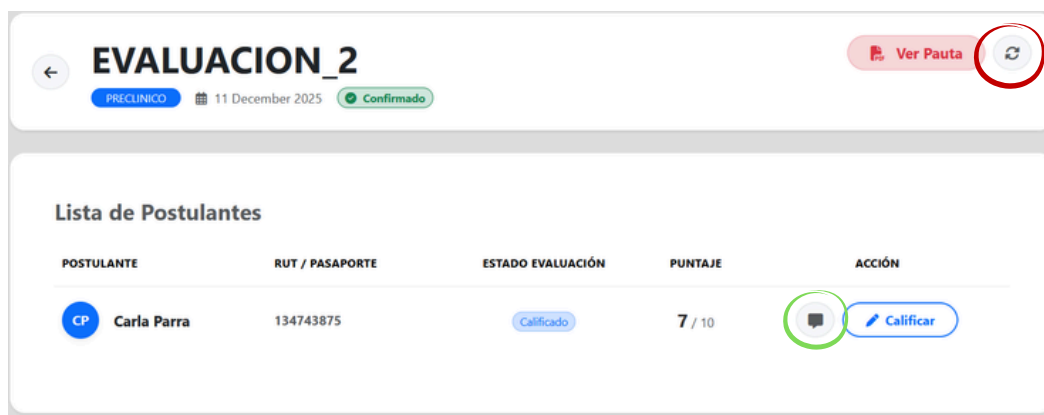 EVALUACION_2
PRECLINICO 11 December 2025 Confirmado
PDF Ver Pauta
Lista de Postulantes
POSTULANTE RUT / PASAPORTE ESTADO EVALUACIÓN PUNTAJE ACCIÓN
CP Carla Parra 134743875 Calificado 7 / 10 Calificar